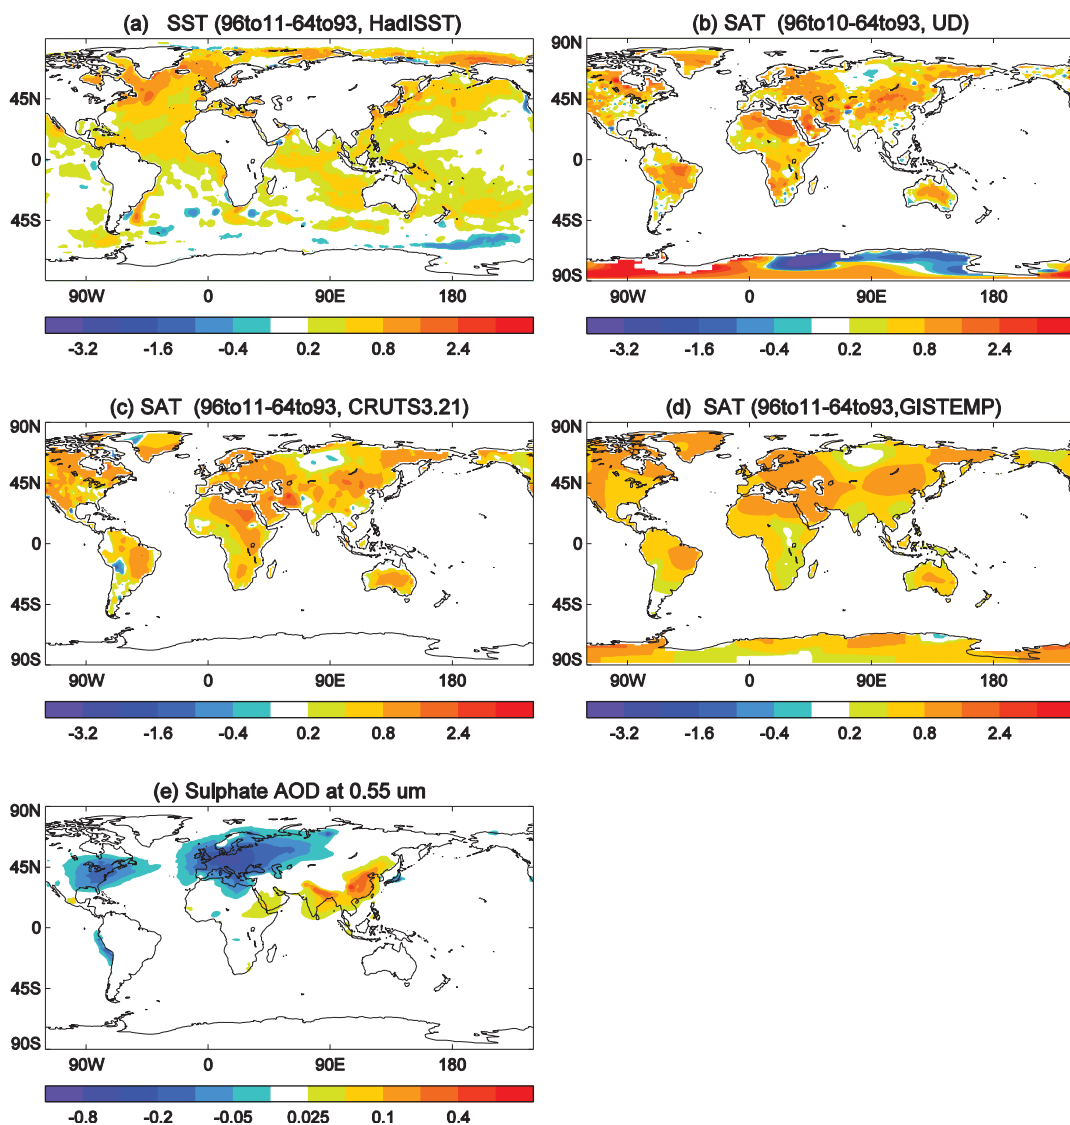 (a) SST (96to11-64to93, HadISST)
45N
0
45S
90W 0 90E 180
-3.2 -1.6 -0.4 0.2 0.8 2.4
(b) SAT (96to10-64to93, UD)
90N
45N
0
45S
90S
90W 0 90E 180
-3.2 -1.6 -0.4 0.2 0.8 2.4
(c) SAT (96to11-64to93, CRUTS3.21)
90N
45N
0
45S
90S
90W 0 90E 180
-3.2 -1.6 -0.4 0.2 0.8 2.4
(d) SAT (96to11-64to93,GISTEMP)
90N
45N
0
45S
90S
90W 0 90E 180
-3.2 -1.6 -0.4 0.2 0.8 2.4
(e) Sulphate AOD at 0.55 um
90N
45N
0
45S
90S
90W 0 90E 180
-0.8 -0.2 -0.05 0.025 0.1 0.4